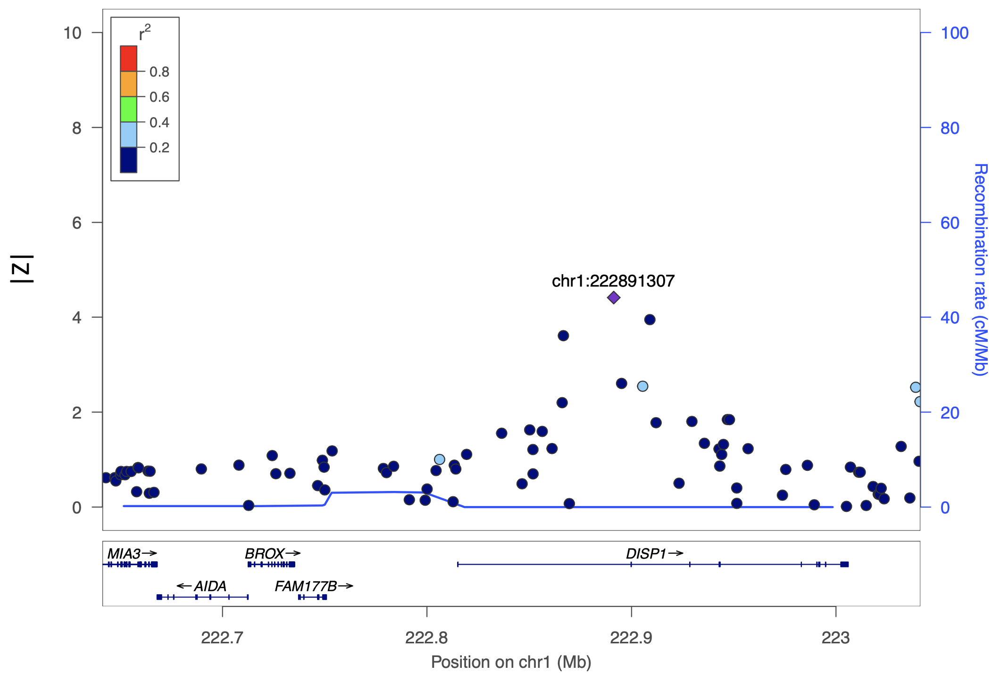 r2
0.8
0.6
0.4
0.2
10
8
6
4
2
0
|Z|
100
80
60
40
20
0
Recombination rate (cM/Mb)
chr1:222891307
MIA3→
BROX→
DISP1→
←AIDA
FAM177B→
222.7
222.8
222.9
223
Position on chr1 (Mb)